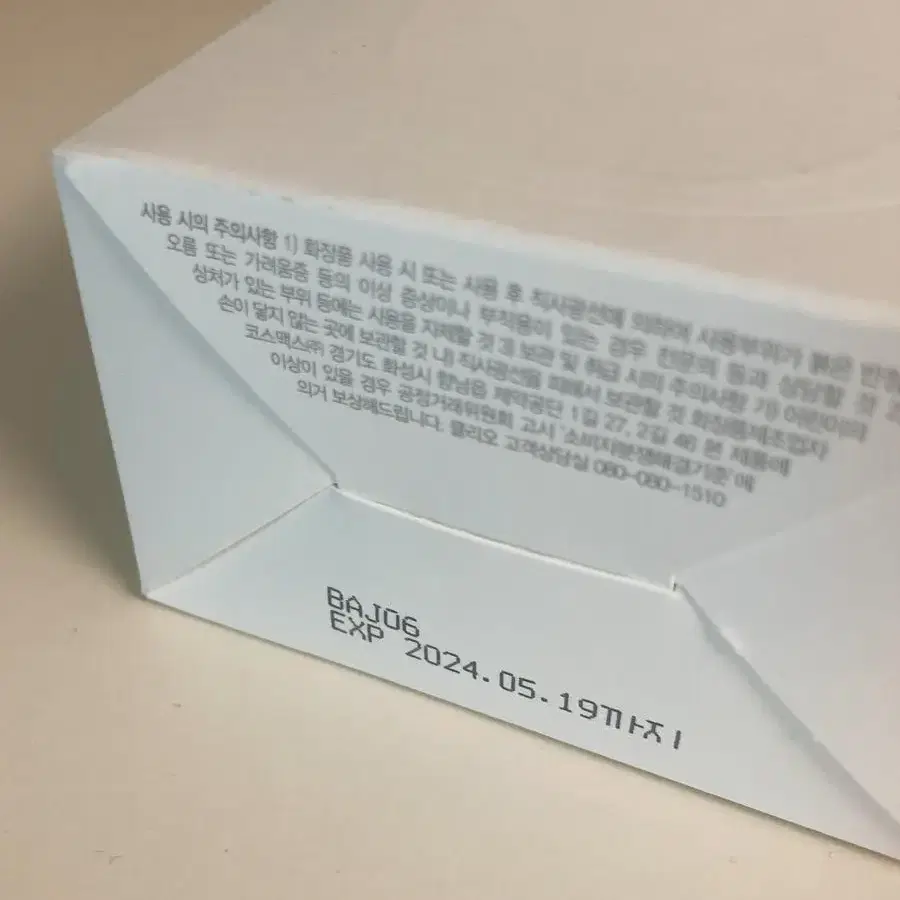 사용 시의 주의사항 1) 화장품 사용 시 또는 사용 후 직사광선에 의하여 사용부위가 붉은 반점
오름 또는 가려움증 등의 이상 증상이나 부작용이 있는 경우 전문의 등과 상담할 것 2)
상처가 있는 부위 등에는 사용을 자제할 것 3) 보관 및 취급 시의 주의사항 가) 어린이의
손이 닿지 않는 곳에 보관할 것 나) 직사광선을 피해서 보관할 것 화장품제조업자
코스맥스㈜ 경기도 화성시 향남읍 제약공단 1길 27, 2길 46 본 제품에
이상이 있을 경우 공정거래위원회 고시 '소비자분쟁해결기준'에
의거 보상해드립니다. 클리오 고객상담실 080-080-1510
BAJ06
EXP 2024.05.19까지